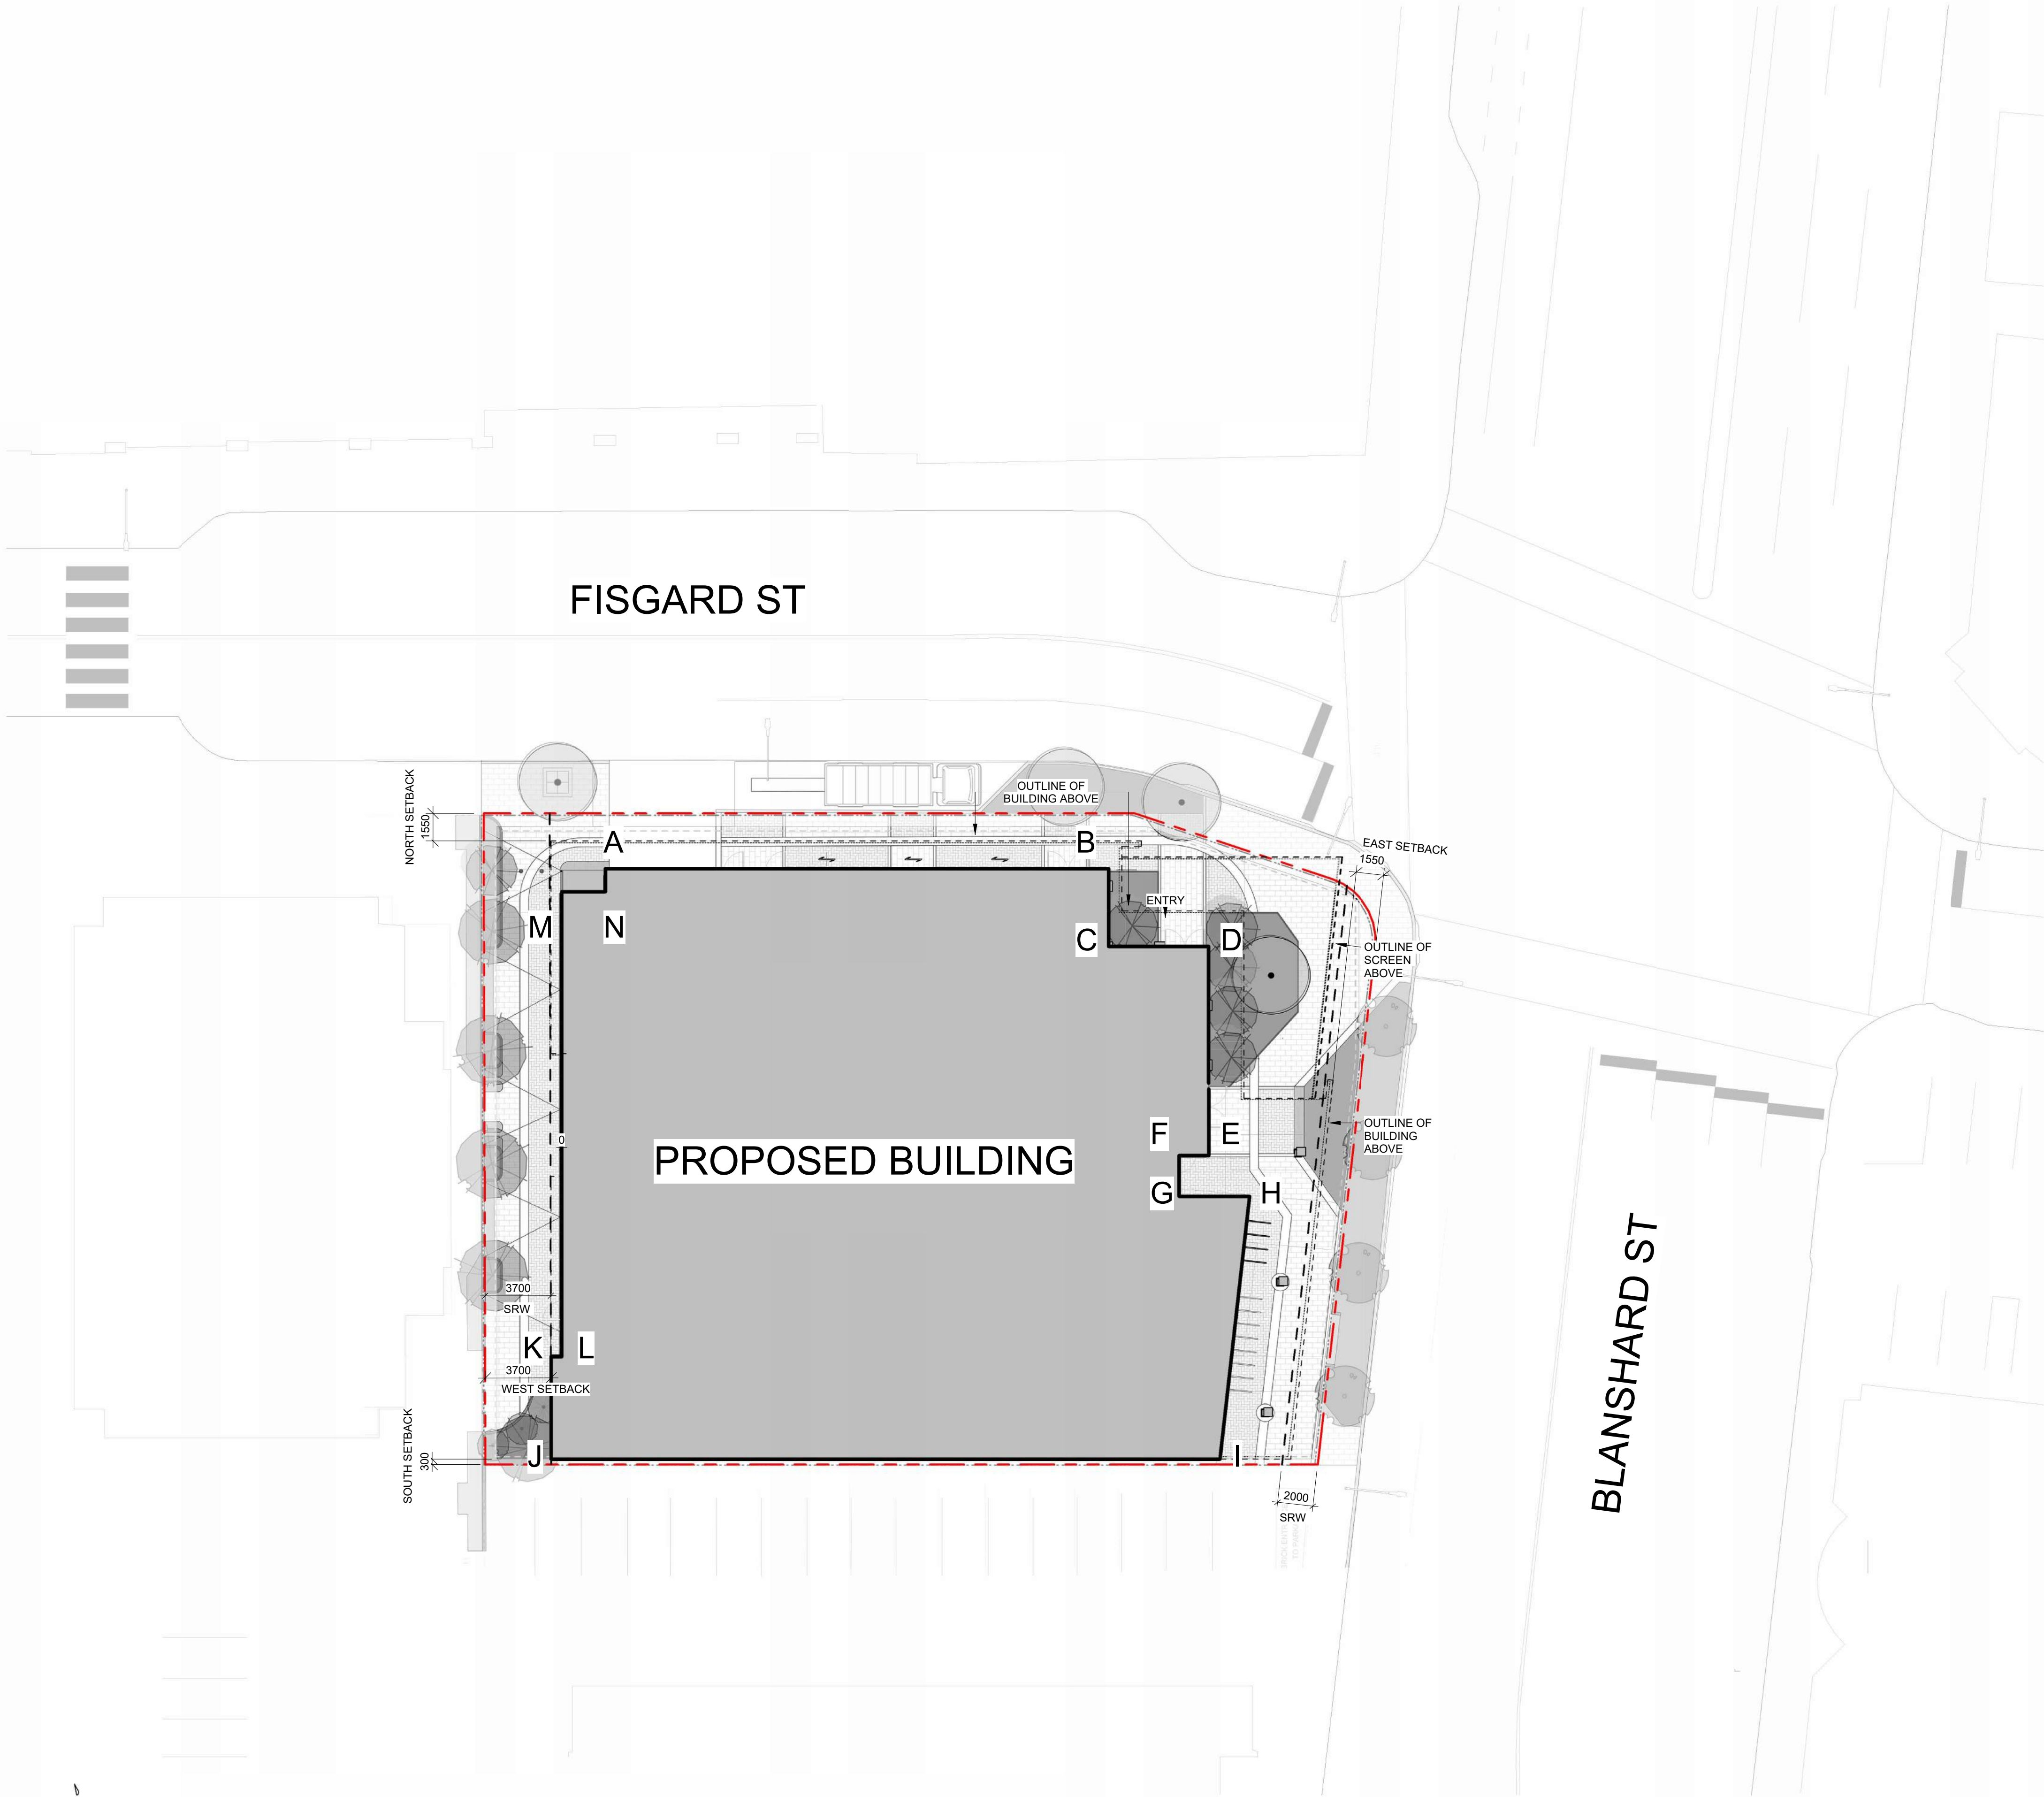 FISGARD ST
NORTH SETBACK
1550
OUTLINE OF
BUILDING ABOVE
A
B
EAST SETBACK
1550
ENTRY
M
N
C
D
OUTLINE OF
SCREEN
ABOVE
0
F
E
OUTLINE OF
BUILDING
ABOVE
PROPOSED BUILDING
G
H
3700
SRW
K
L
3700
WEST SETBACK
SOUTH SETBACK
300
J
I
2000
SRW
BLANSHARD ST